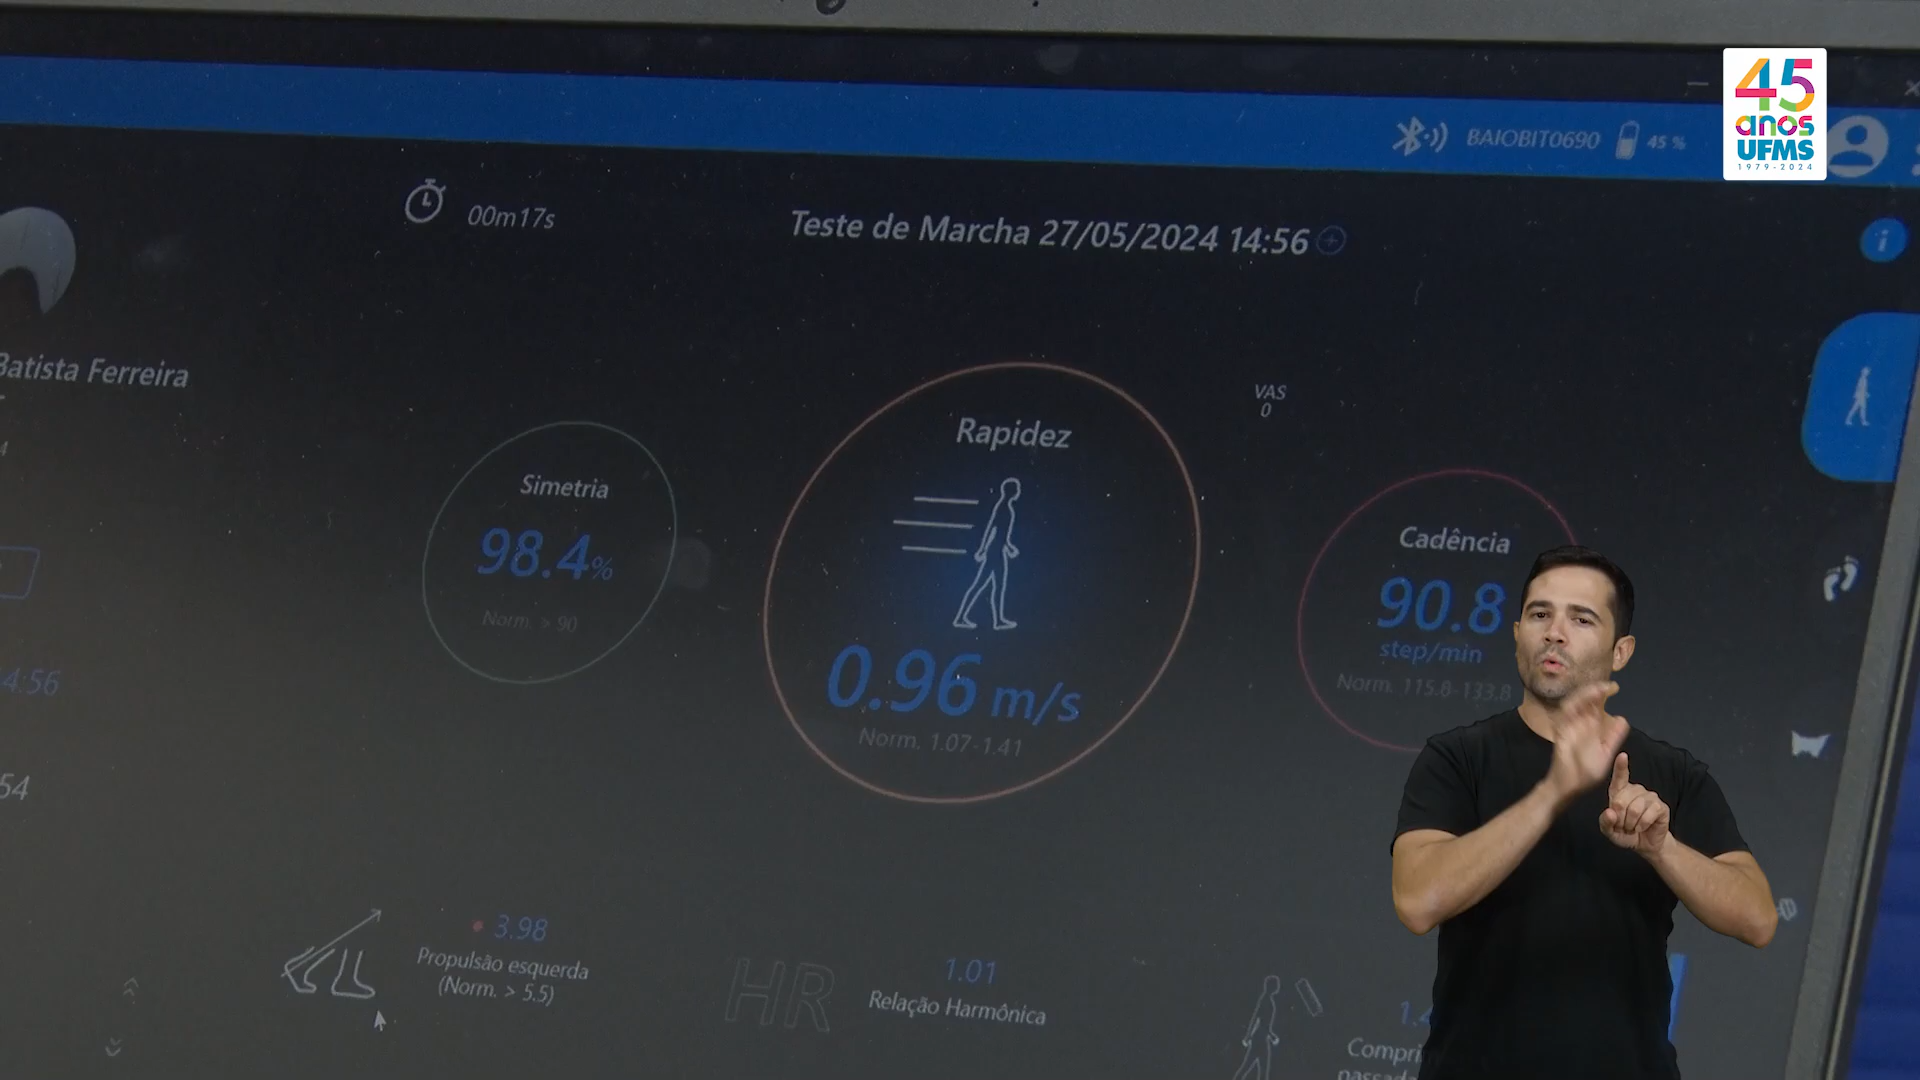 45
anos
UFMS
1979-2024
BAIOBIT0690
45 %
00m17s
Teste de Marcha 27/05/2024 14:56
Batista Ferreira
VAS
0
Rapidez
0.96 m/s
Norm. 1.07-1.41
Simetria
98.4%
Norm. > 90
Cadência
90.8
step/min
Norm. 115.8-133.8
4:56
54
3.98
Propulsão esquerda
(Norm. > 5.5)
HR
1.01
Relação Harmônica